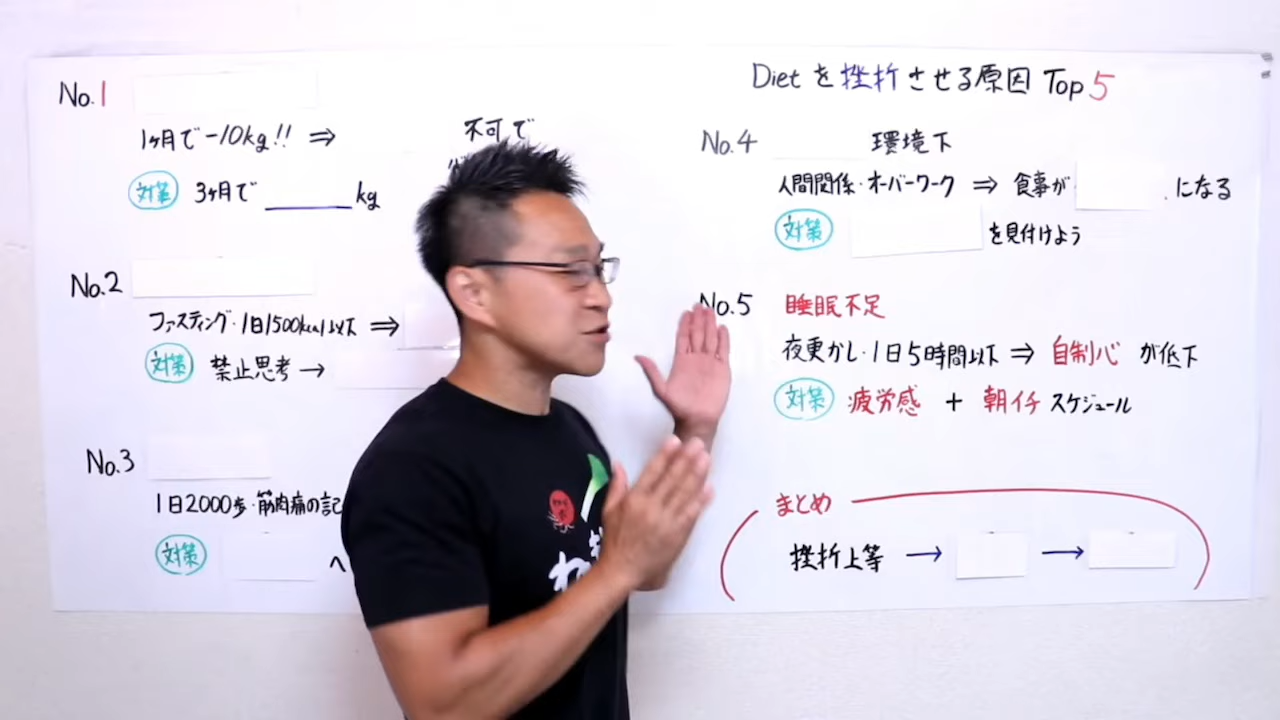 Dietを挫折させる原因 Top5
No.1
1ヶ月で-10kg!! ⇒ 不可で
対策 3ヶ月で ____kg
No.2
ファスティング・1日1500kcal以下 ⇒
対策 禁止思考→
No.3
1日2000歩・筋肉痛の記
対策 へ
No.4 環境下
人間関係・オーバーワーク ⇒ 食事が になる
対策 を見付けよう
No.5 睡眠不足
夜更かし・1日5時間以下 ⇒ 自制心 が低下
対策 疲労感 + 朝イチ スケジュール
まとめ
挫折上等 → →